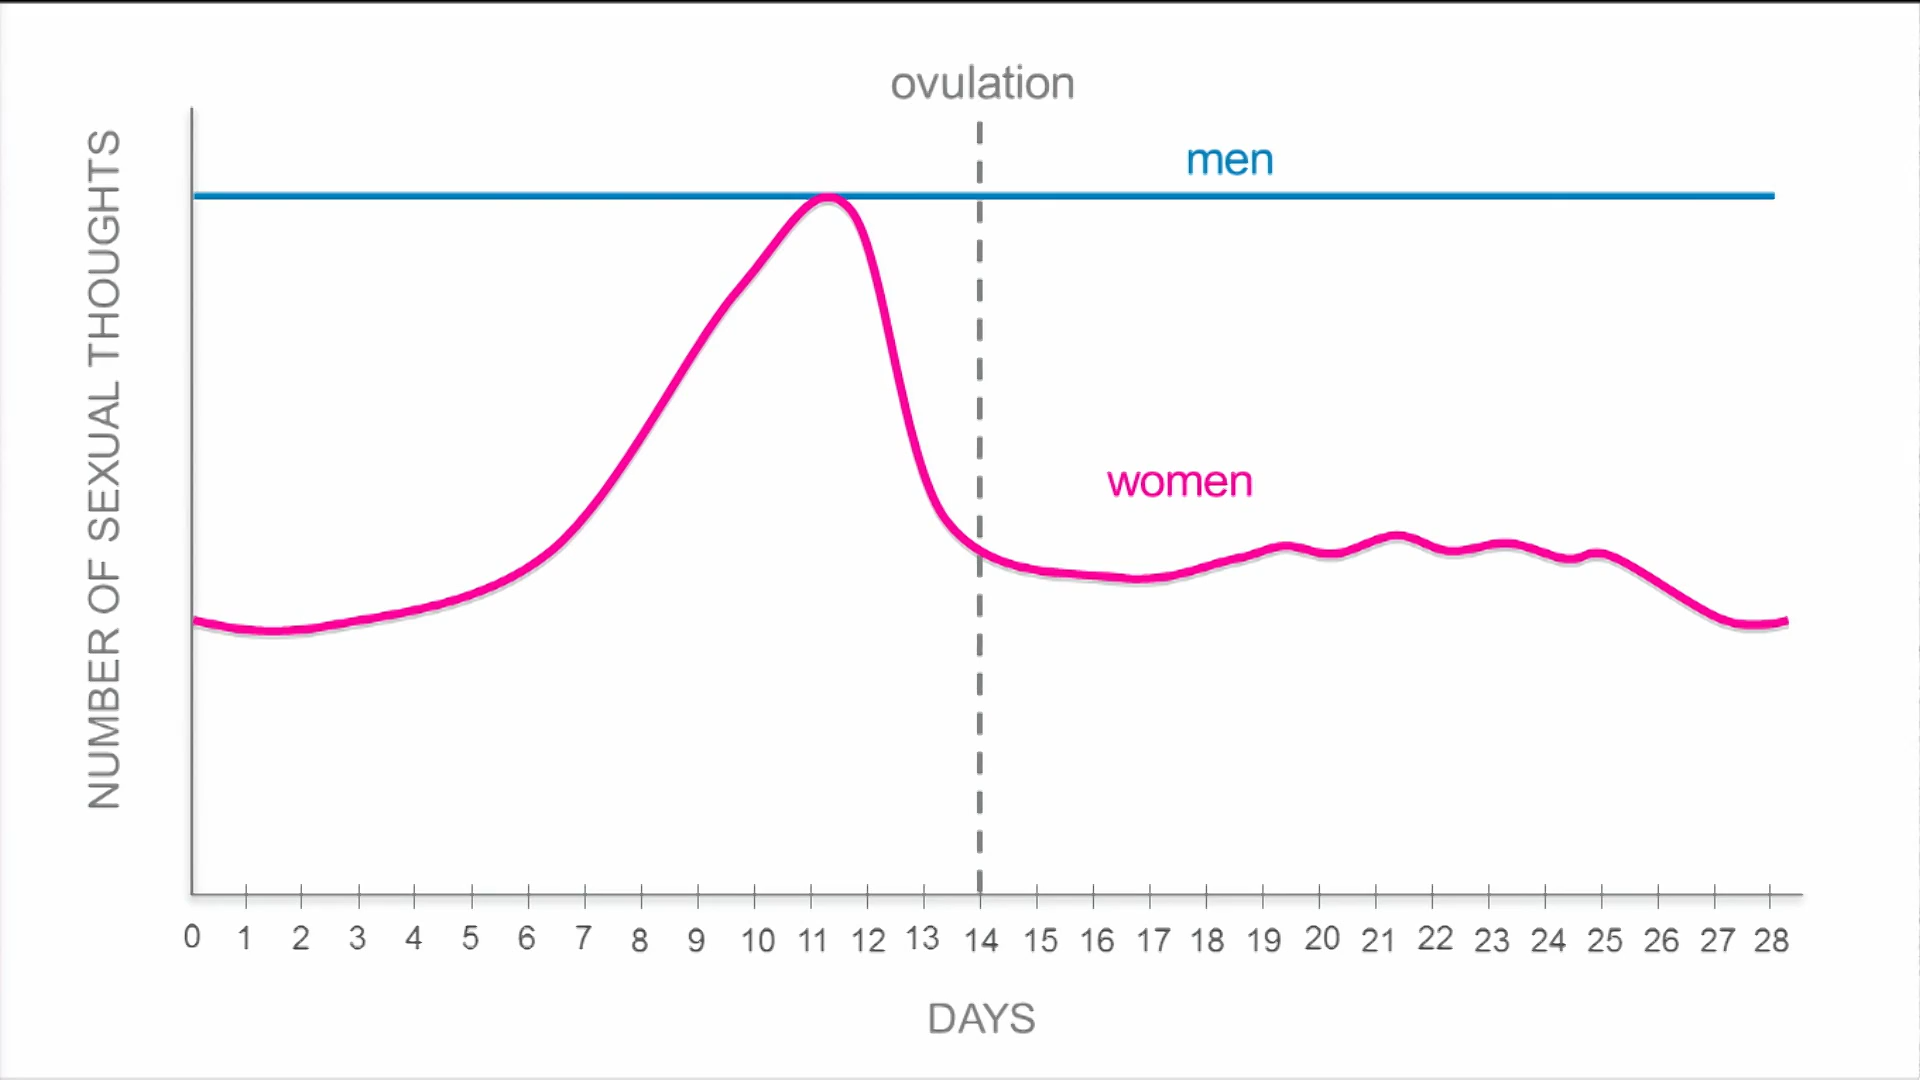 ovulation
men
women
NUMBER OF SEXUAL THOUGHTS
0 1 2 3 4 5 6 7 8 9 10 11 12 13 14 15 16 17 18 19 20 21 22 23 24 25 26 27 28
DAYS